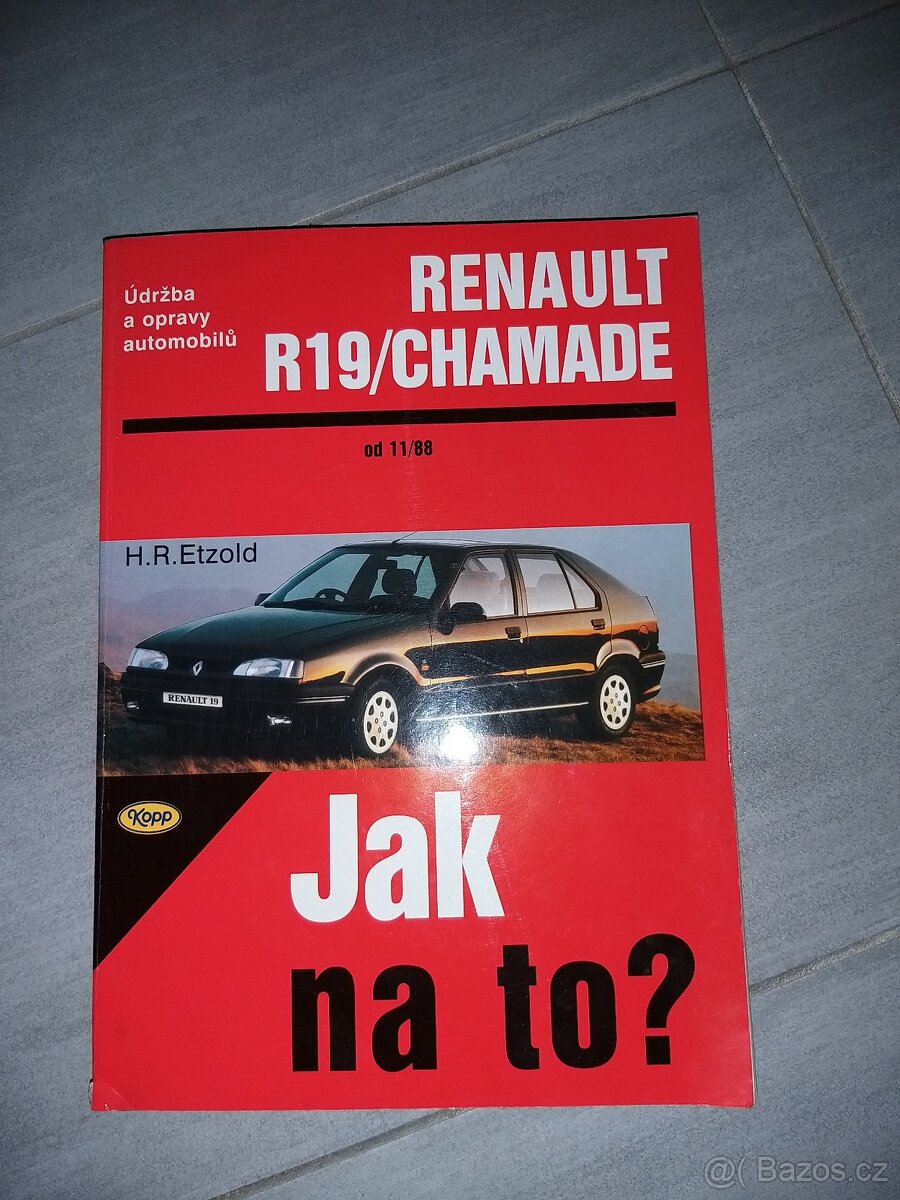 Údržba
a opravy
automobilů
RENAULT
R19/CHAMADE
od 11/88
H.R.Etzold
RENAULT 19
Kopp
Jak
na to?
@( Bazos.cz